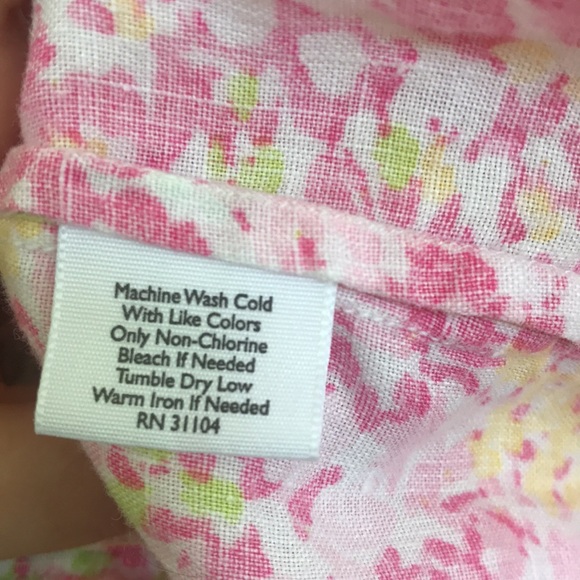 Machine Wash Cold
With Like Colors
Only Non-Chlorine
Bleach If Needed
Tumble Dry Low
Warm Iron If Needed
RN 31104